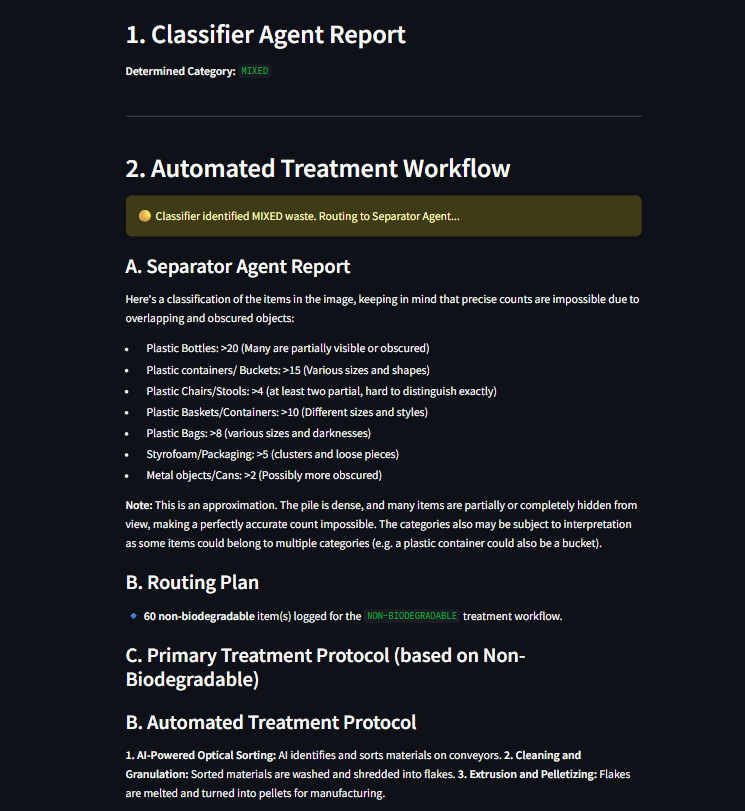 1. Classifier Agent Report
Determined Category: MIXED
2. Automated Treatment Workflow
Classifier identified MIXED waste. Routing to Separator Agent...
A. Separator Agent Report
Here's a classification of the items in the image, keeping in mind that precise counts are impossible due to
overlapping and obscured objects:
• Plastic Bottles: >20 (Many are partially visible or obscured)
• Plastic containers/ Buckets: >15 (Various sizes and shapes)
• Plastic Chairs/Stools: >4 (at least two partial, hard to distinguish exactly)
• Plastic Baskets/Containers: >10 (Different sizes and styles)
• Plastic Bags: >8 (various sizes and darknesses)
• Styrofoam/Packaging: >5 (clusters and loose pieces)
• Metal objects/Cans: >2 (Possibly more obscured)
Note: This is an approximation. The pile is dense, and many items are partially or completely hidden from
view, making a perfectly accurate count impossible. The categories also may be subject to interpretation
as some items could belong to multiple categories (e.g. a plastic container could also be a bucket).
B. Routing Plan
60 non-biodegradable item(s) logged for the NON-BIODEGRADABLE treatment workflow.
C. Primary Treatment Protocol (based on Non-
Biodegradable)
B. Automated Treatment Protocol
1. AI-Powered Optical Sorting: AI identifies and sorts materials on conveyors. 2. Cleaning and
Granulation: Sorted materials are washed and shredded into flakes. 3. Extrusion and Pelletizing: Flakes
are melted and turned into pellets for manufacturing.